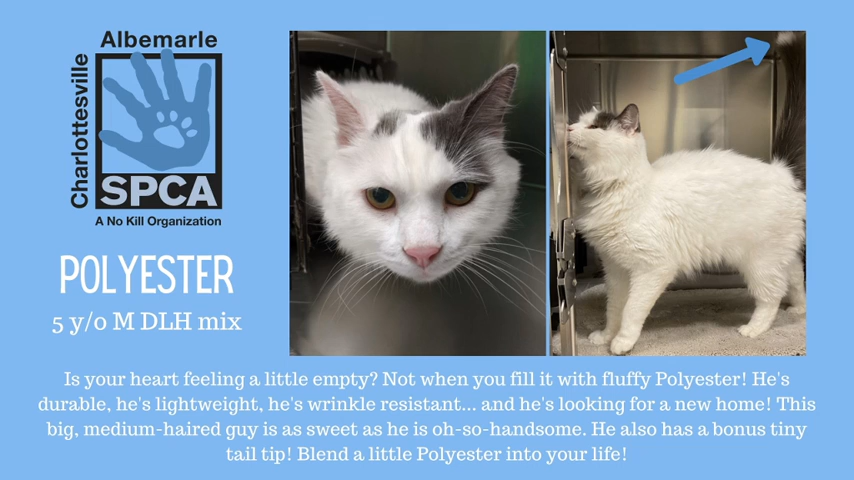 Albemarle
Charlottesville
SPCA
A No Kill Organization
POLYESTER
5 y/o M DLH mix
Is your heart feeling a little empty? Not when you fill it with fluffy Polyester! He's
durable, he's lightweight, he's wrinkle resistant... and he's looking for a new home! This
big, medium-haired guy is as sweet as he is oh-so-handsome. He also has a bonus tiny
tail tip! Blend a little Polyester into your life!